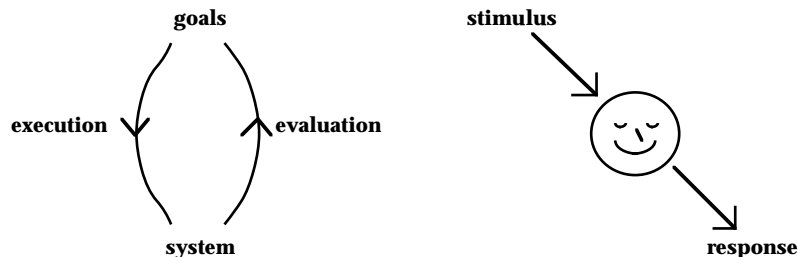 goals
execution
evaluation
system
stimulus
response